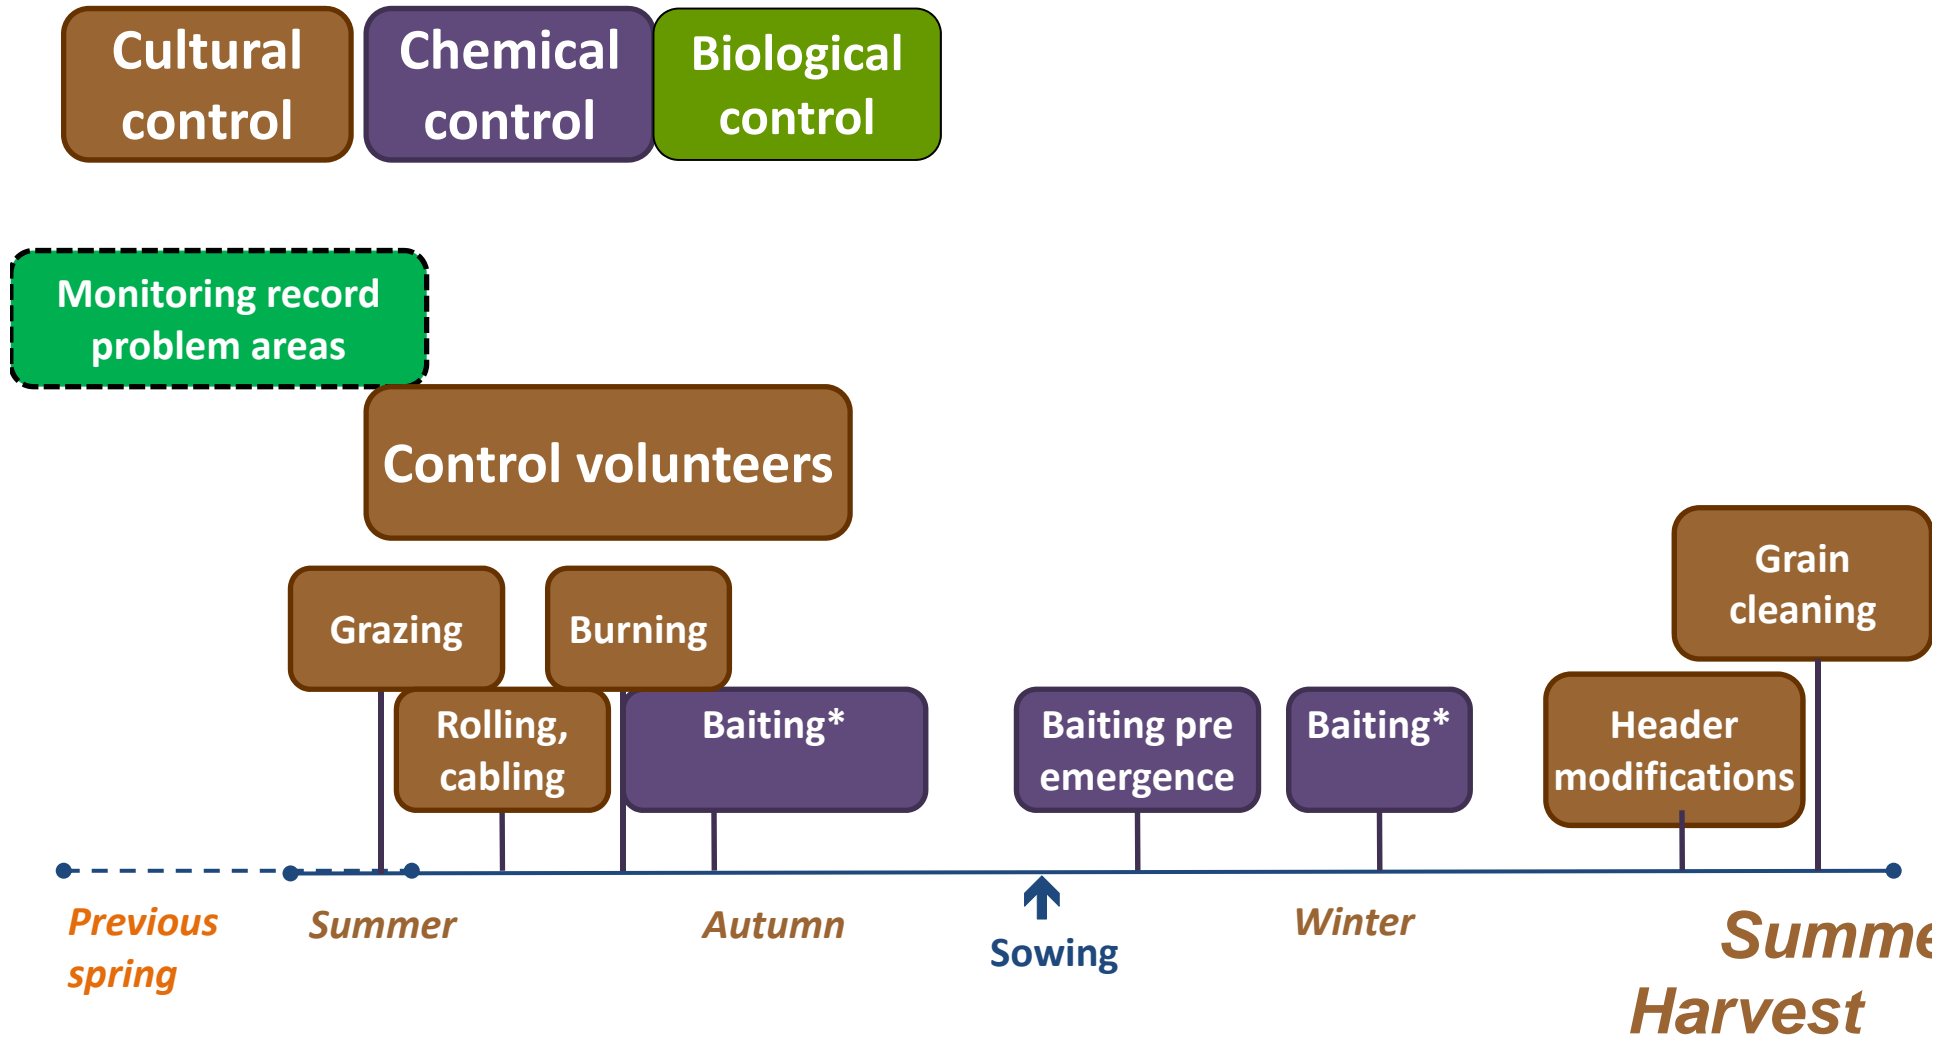 Cultural
control
Chemical
control
Biological
control
Monitoring record
problem areas
Control volunteers
Grain
cleaning
Grazing
Burning
Rolling,
cabling
Baiting*
Baiting pre
emergence
Baiting*
Header
modifications
Previous
spring
Summer
Autumn
Sowing
Winter
Summe
Harvest